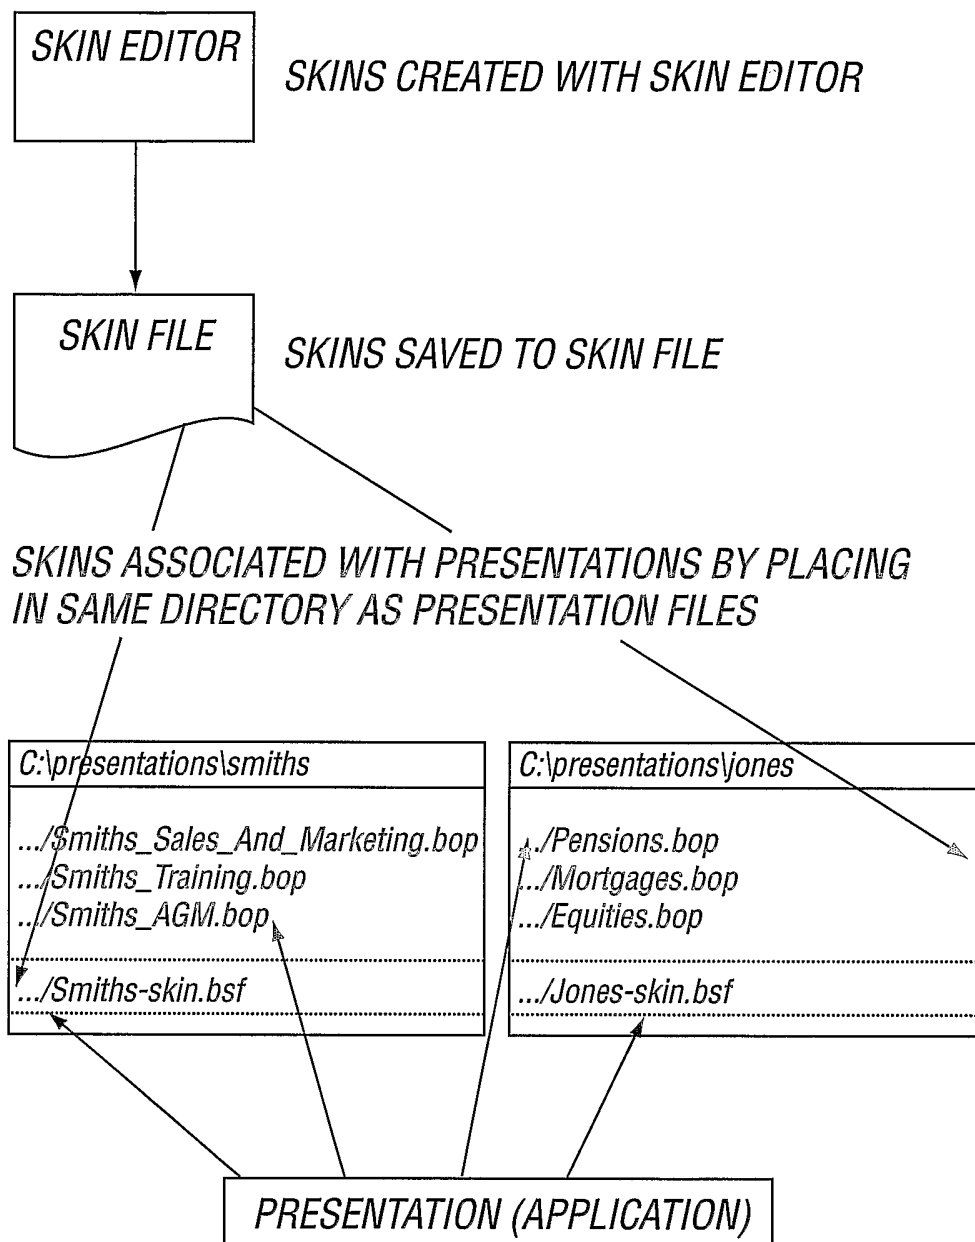 SKIN EDITOR
SKINS CREATED WITH SKIN EDITOR
SKIN FILE
SKINS SAVED TO SKIN FILE
SKINS ASSOCIATED WITH PRESENTATIONS BY PLACING
IN SAME DIRECTORY AS PRESENTATION FILES
C:\presentations\smiths
.../Smiths_Sales_And_Marketing.bop
.../Smiths_Training.bop
.../Smiths_AGM.bop
.../Smiths-skin.bsf
C:\presentations\jones
.../Pensions.bop
.../Mortgages.bop
.../Equities.bop
.../Jones-skin.bsf
PRESENTATION (APPLICATION)